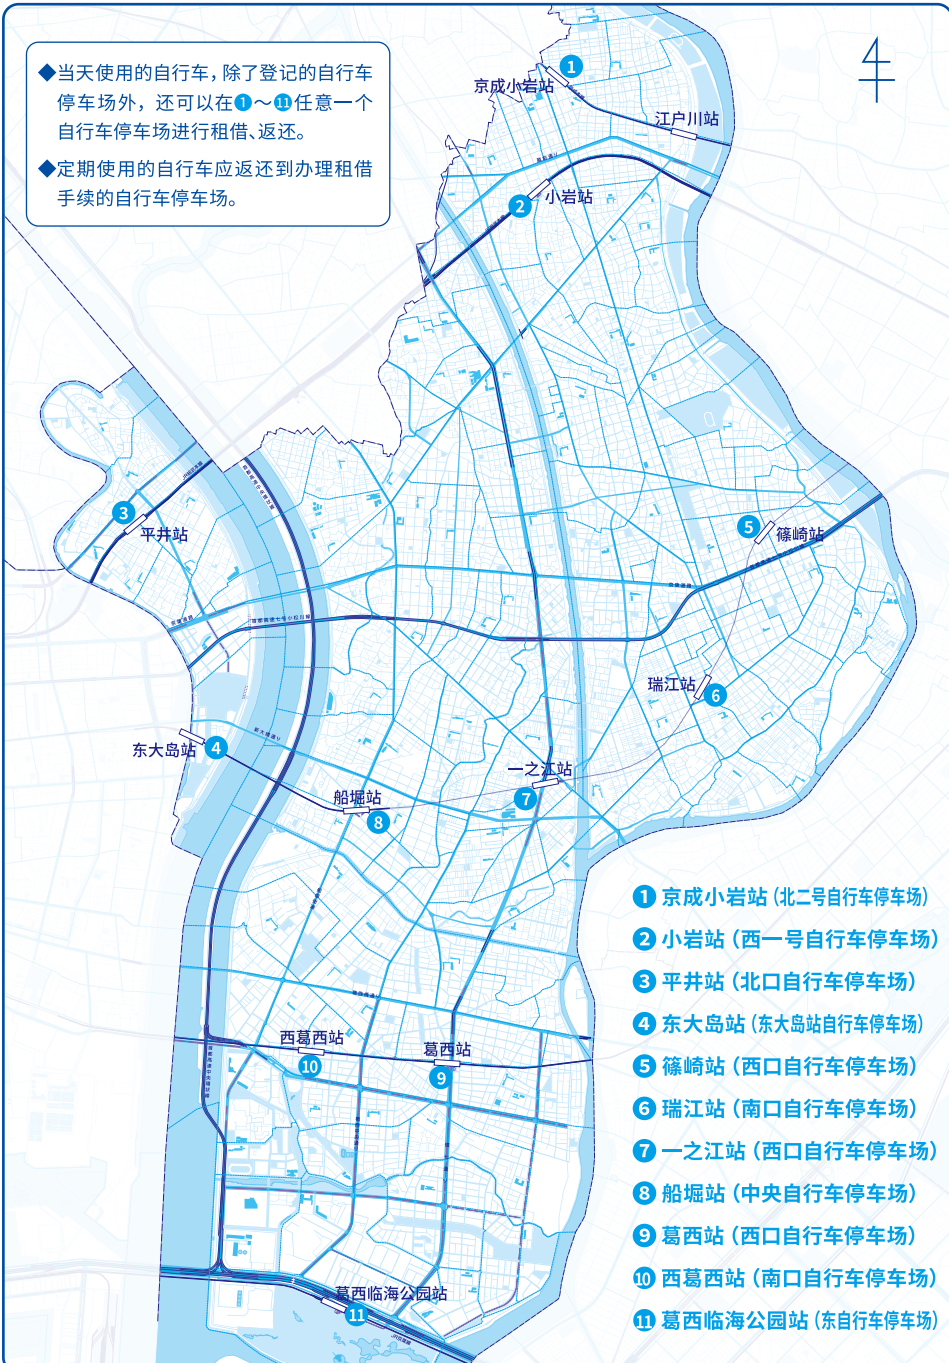 ◆当天使用的自行车，除了登记的自行车
停车场外，还可以在❶～⓫任意一个
自行车停车场进行租借、返还。
◆定期使用的自行车应返还到办理租借
手续的自行车停车场。
1
京成小岩站
江户川站
2
小岩站
3
平井站
5
篠崎站
瑞江站
6
东大岛站
4
一之江站
7
船堀站
8
❶京成小岩站（北二号自行车停车场）
❷小岩站（西一号自行车停车场）
❸平井站（北口自行车停车场）
❹东大岛站（东大岛站自行车停车场）
❺篠崎站（西口自行车停车场）
❻瑞江站（南口自行车停车场）
❼一之江站（西口自行车停车场）
❽船堀站（中央自行车停车场）
❾葛西站（西口自行车停车场）
❿西葛西站（南口自行车停车场）
⓫葛西临海公园站（东自行车停车场）
西葛西站
10
葛西站
9
葛西临海公园站
11